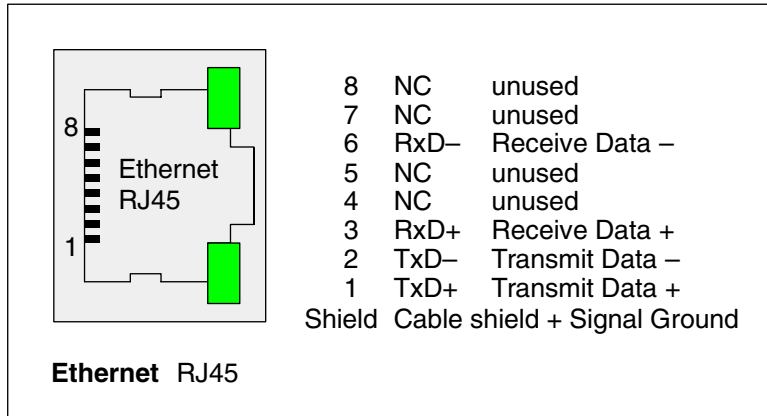 8 NC unused
7 NC unused
6 RxD– Receive Data –
5 NC unused
4 NC unused
3 RxD+ Receive Data +
2 TxD– Transmit Data –
1 TxD+ Transmit Data +
Shield Cable shield + Signal Ground
8
Ethernet
RJ45
1
Ethernet RJ45